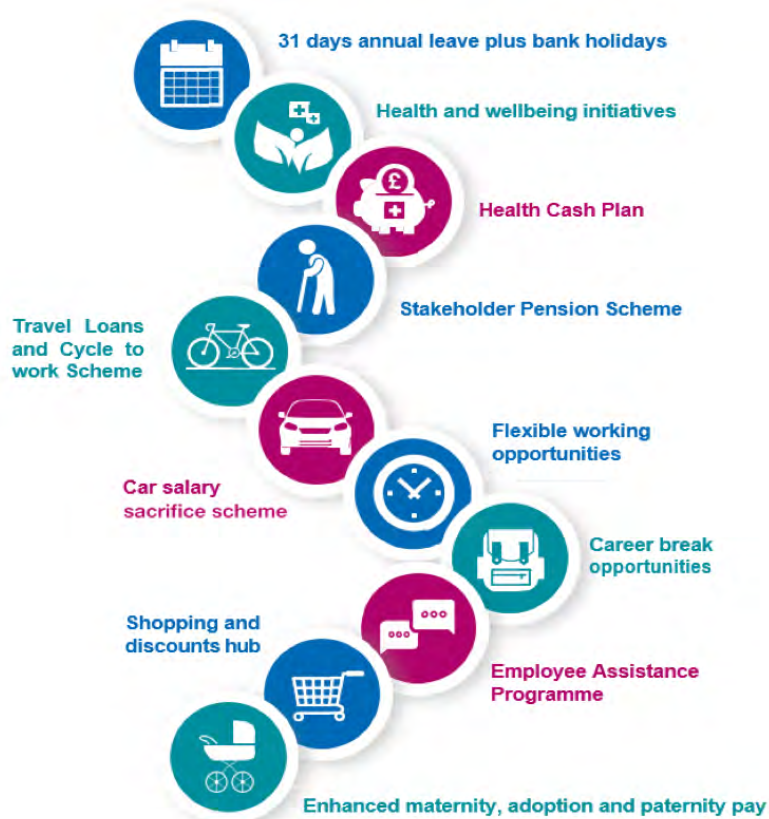 31 days annual leave plus bank holidays
Health and wellbeing initiatives
£
Health Cash Plan
Stakeholder Pension Scheme
Travel Loans
and Cycle to
work Scheme
Flexible working
opportunities
Car salary
sacrifice scheme
Career break
opportunities
Shopping and
discounts hub
Employee Assistance
Programme
Enhanced maternity, adoption and paternity pay